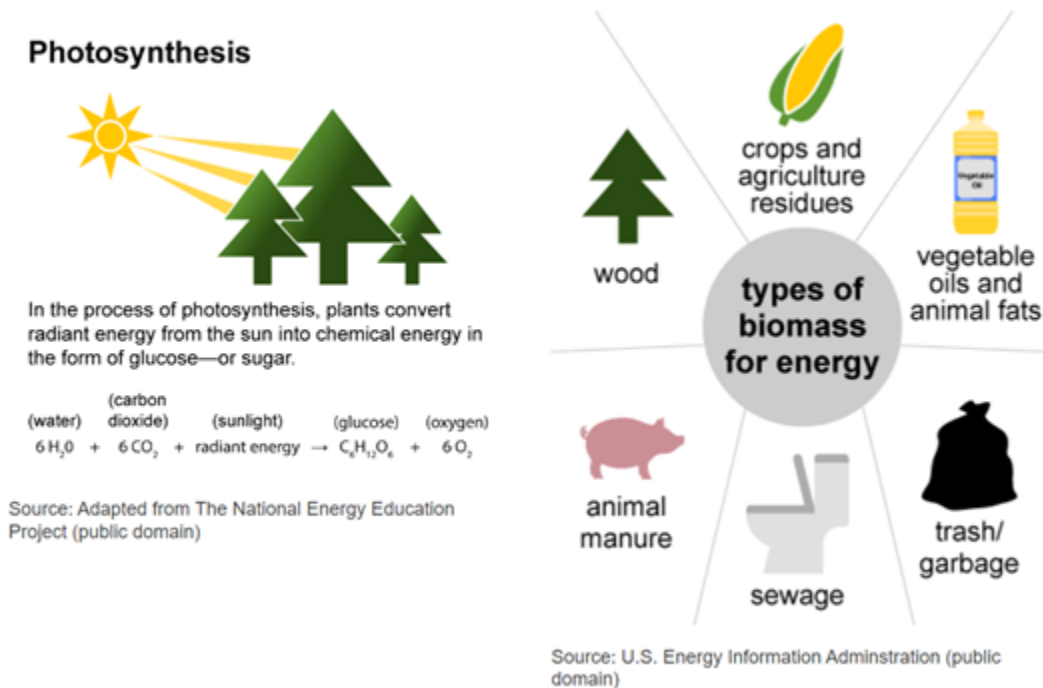 Photosynthesis
In the process of photosynthesis, plants convert
radiant energy from the sun into chemical energy in
the form of glucose—or sugar.
(water) (carbon dioxide) (sunlight) (glucose) (oxygen)
6 H₂0 + 6 CO₂ + radiant energy → C₆H₁₂O₆ + 6 O₂
Source: Adapted from The National Energy Education
Project (public domain)
types of
biomass
for energy
wood
crops and
agriculture
residues
Vegetable
Oil
vegetable
oils and
animal fats
animal
manure
sewage
trash/
garbage
Source: U.S. Energy Information Adminstration (public
domain)